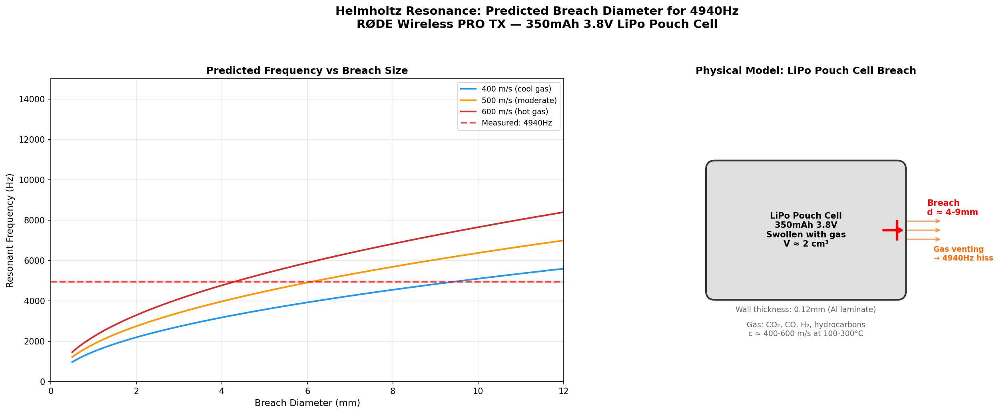 Helmholtz Resonance: Predicted Breach Diameter for 4940Hz
RØDE Wireless PRO TX — 350mAh 3.8V LiPo Pouch Cell
Predicted Frequency vs Breach Size
14000
12000
10000
8000
6000
4000
2000
0
Resonant Frequency (Hz)
400 m/s (cool gas)
500 m/s (moderate)
600 m/s (hot gas)
Measured: 4940Hz
0
2
4
6
8
10
12
Breach Diameter (mm)
Physical Model: LiPo Pouch Cell Breach
LiPo Pouch Cell
350mAh 3.8V
Swollen with gas
V ≈ 2 cm³
Breach
d ≈ 4-9mm
Gas venting
→ 4940Hz hiss
Wall thickness: 0.12mm (Al laminate)
Gas: CO₂, CO, H₂, hydrocarbons
c ≈ 400-600 m/s at 100-300°C